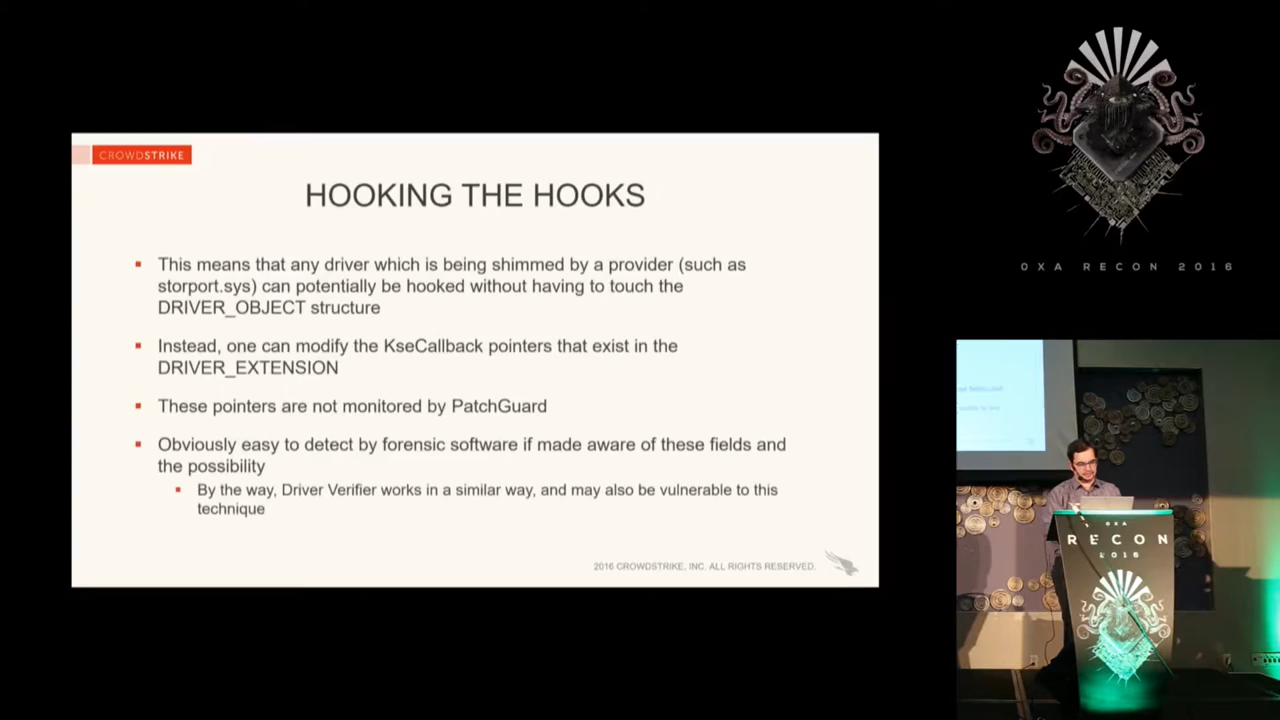 CROWDSTRIKE
HOOKING THE HOOKS
This means that any driver which is being shimmed by a provider (such as
storport.sys) can potentially be hooked without having to touch the
DRIVER_OBJECT structure
Instead, one can modify the KseCallback pointers that exist in the
DRIVER_EXTENSION
These pointers are not monitored by PatchGuard
Obviously easy to detect by forensic software if made aware of these fields and
the possibility
By the way, Driver Verifier works in a similar way, and may also be vulnerable to this
technique
2016 CROWDSTRIKE, INC. ALL RIGHTS RESERVED.
0XA RECON 2016
0XA
RECON
2016